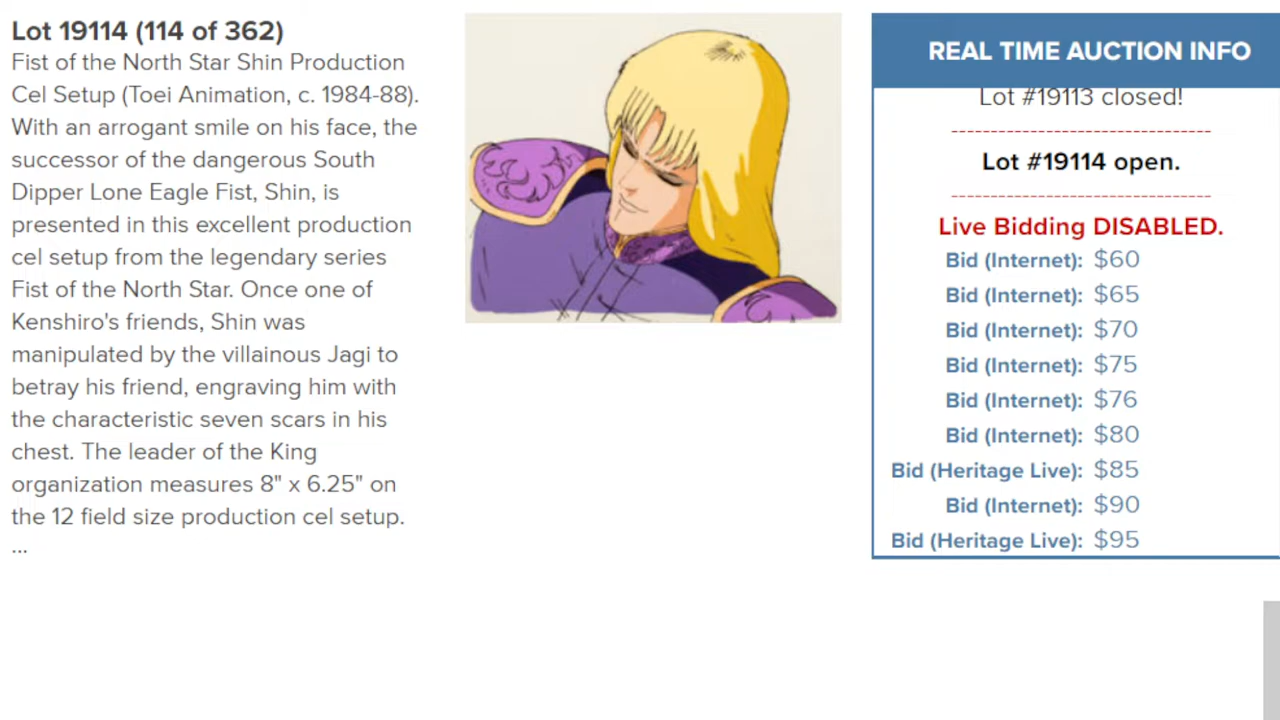 Lot 19114 (114 of 362)
Fist of the North Star Shin Production
Cel Setup (Toei Animation, c. 1984-88).
With an arrogant smile on his face, the
successor of the dangerous South
Dipper Lone Eagle Fist, Shin, is
presented in this excellent production
cel setup from the legendary series
Fist of the North Star. Once one of
Kenshiro's friends, Shin was
manipulated by the villainous Jagi to
betray his friend, engraving him with
the characteristic seven scars in his
chest. The leader of the King
organization measures 8" x 6.25" on
the 12 field size production cel setup.
...
REAL TIME AUCTION INFO
Lot #19113 closed!
---------------------------------
Lot #19114 open.
---------------------------------
Live Bidding DISABLED.
Bid (Internet): $60
Bid (Internet): $65
Bid (Internet): $70
Bid (Internet): $75
Bid (Internet): $76
Bid (Internet): $80
Bid (Heritage Live): $85
Bid (Internet): $90
Bid (Heritage Live): $95